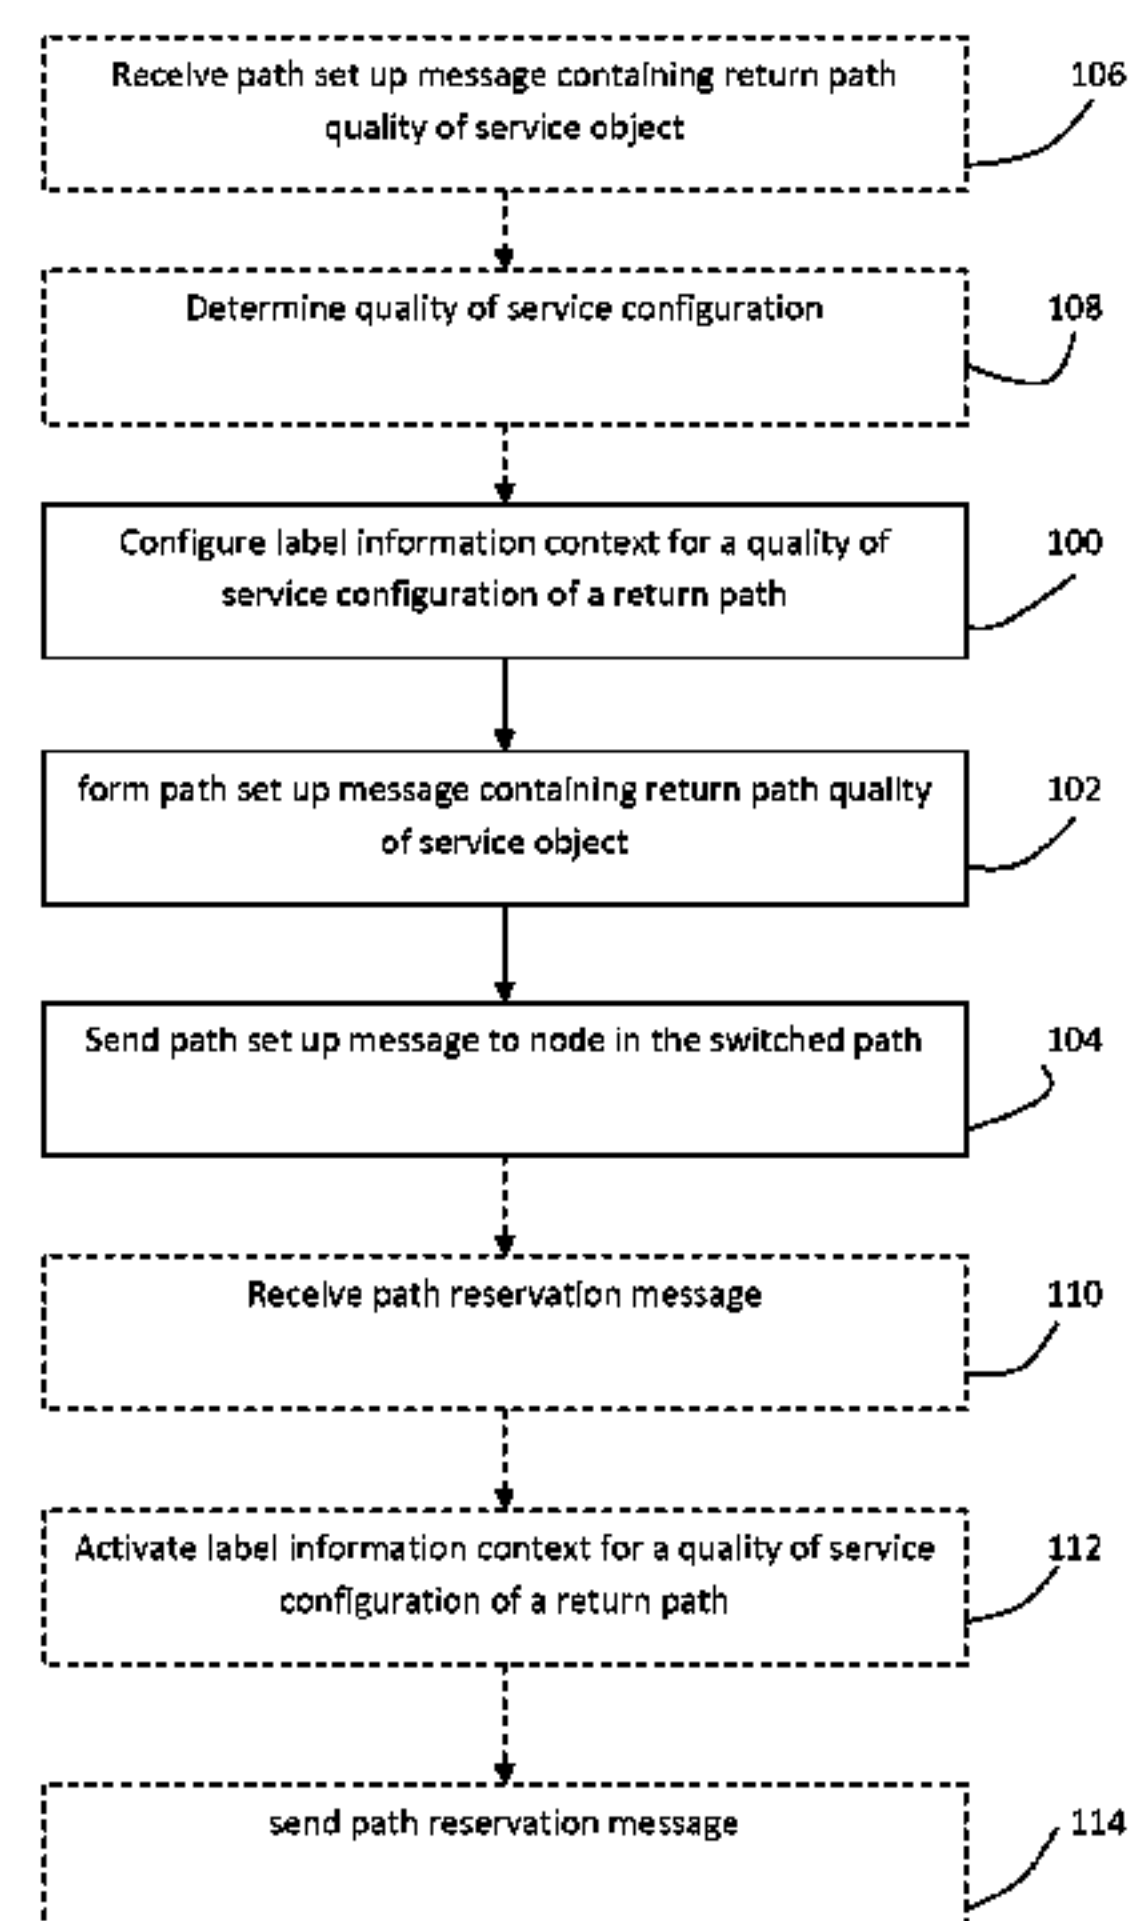 Receive path set up message containing return path
quality of service object
106
Determine quality of service configuration
108
Configure label information context for a quality of
service configuration of a return path
100
form path set up message containing return path quality
of service object
102
Send path set up message to node in the switched path
104
Receive path reservation message
110
Activate label information context for a quality of service
configuration of a return path
112
send path reservation message
114